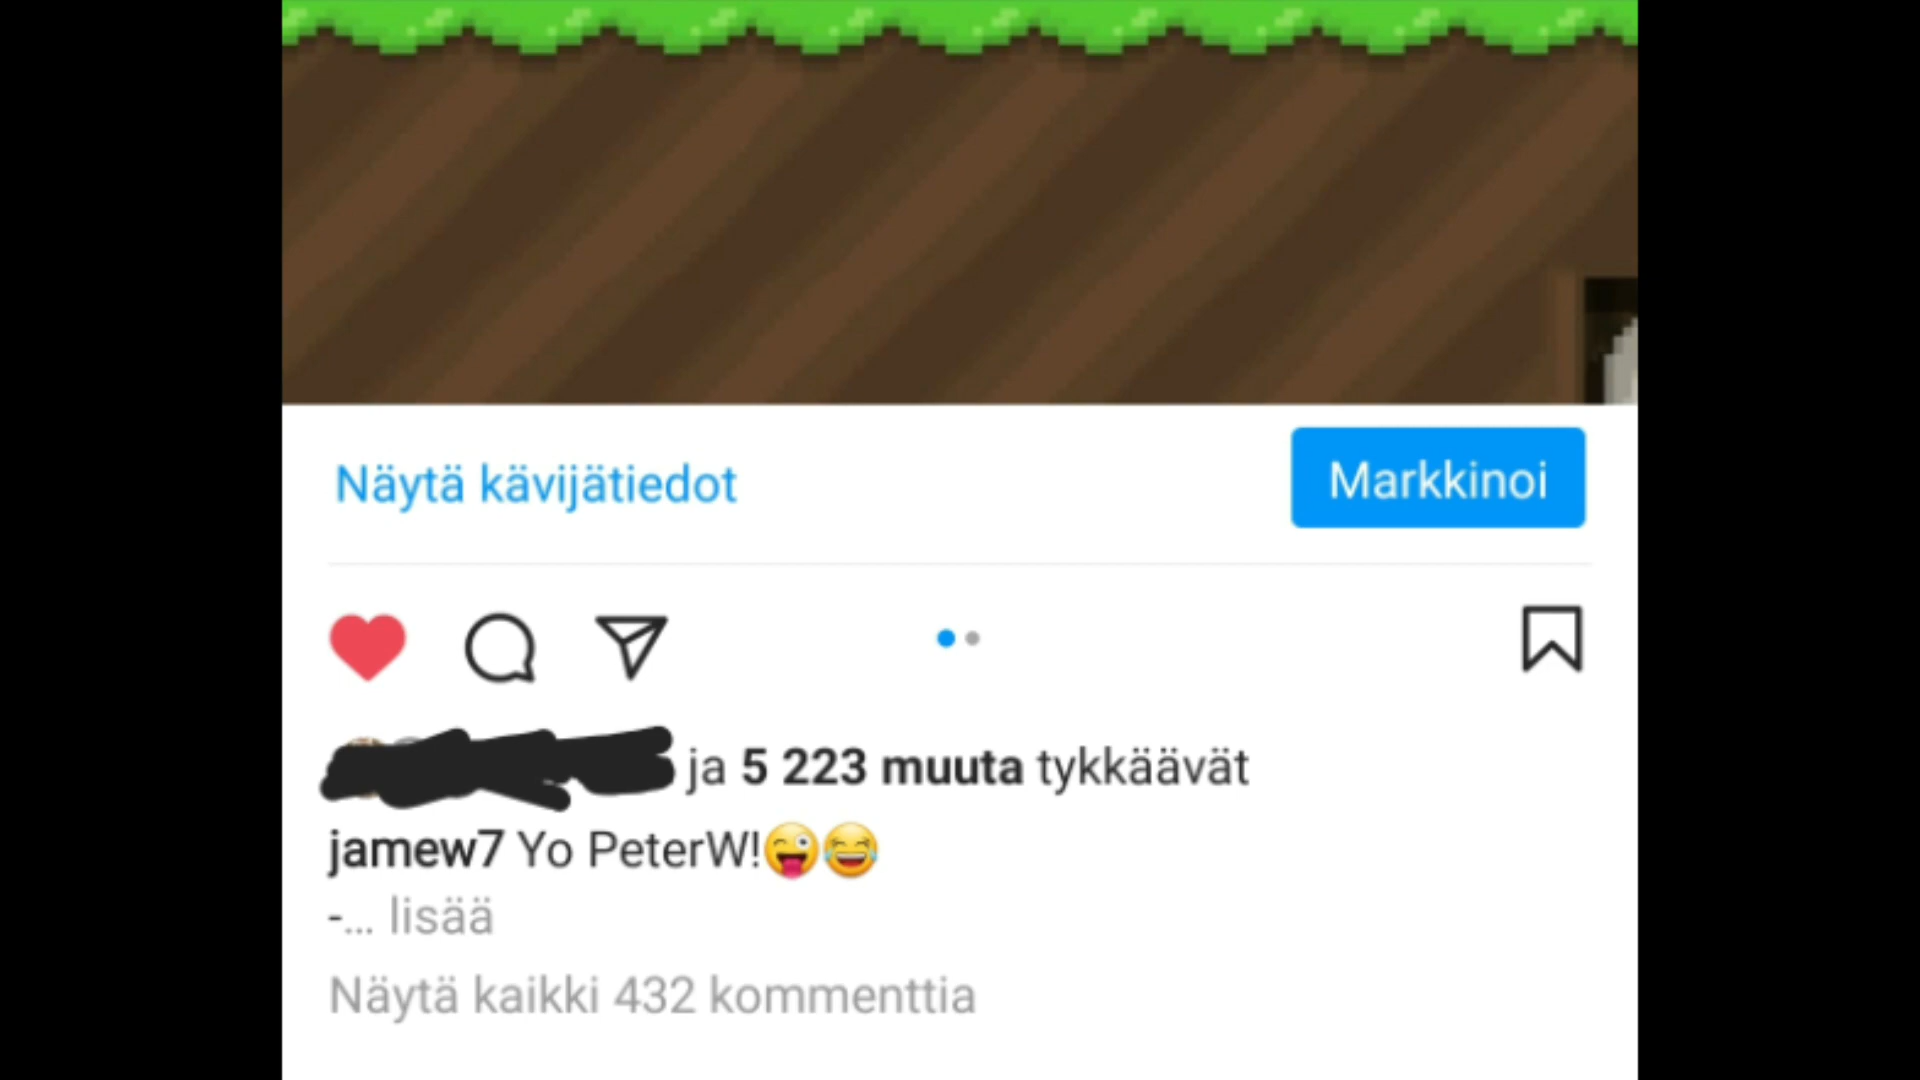 Näytä kävijätiedot
Markkinoi
ja 5 223 muuta tykkäävät
jamew7 Yo PeterW!😜😂
-... lisää
Näytä kaikki 432 kommenttia